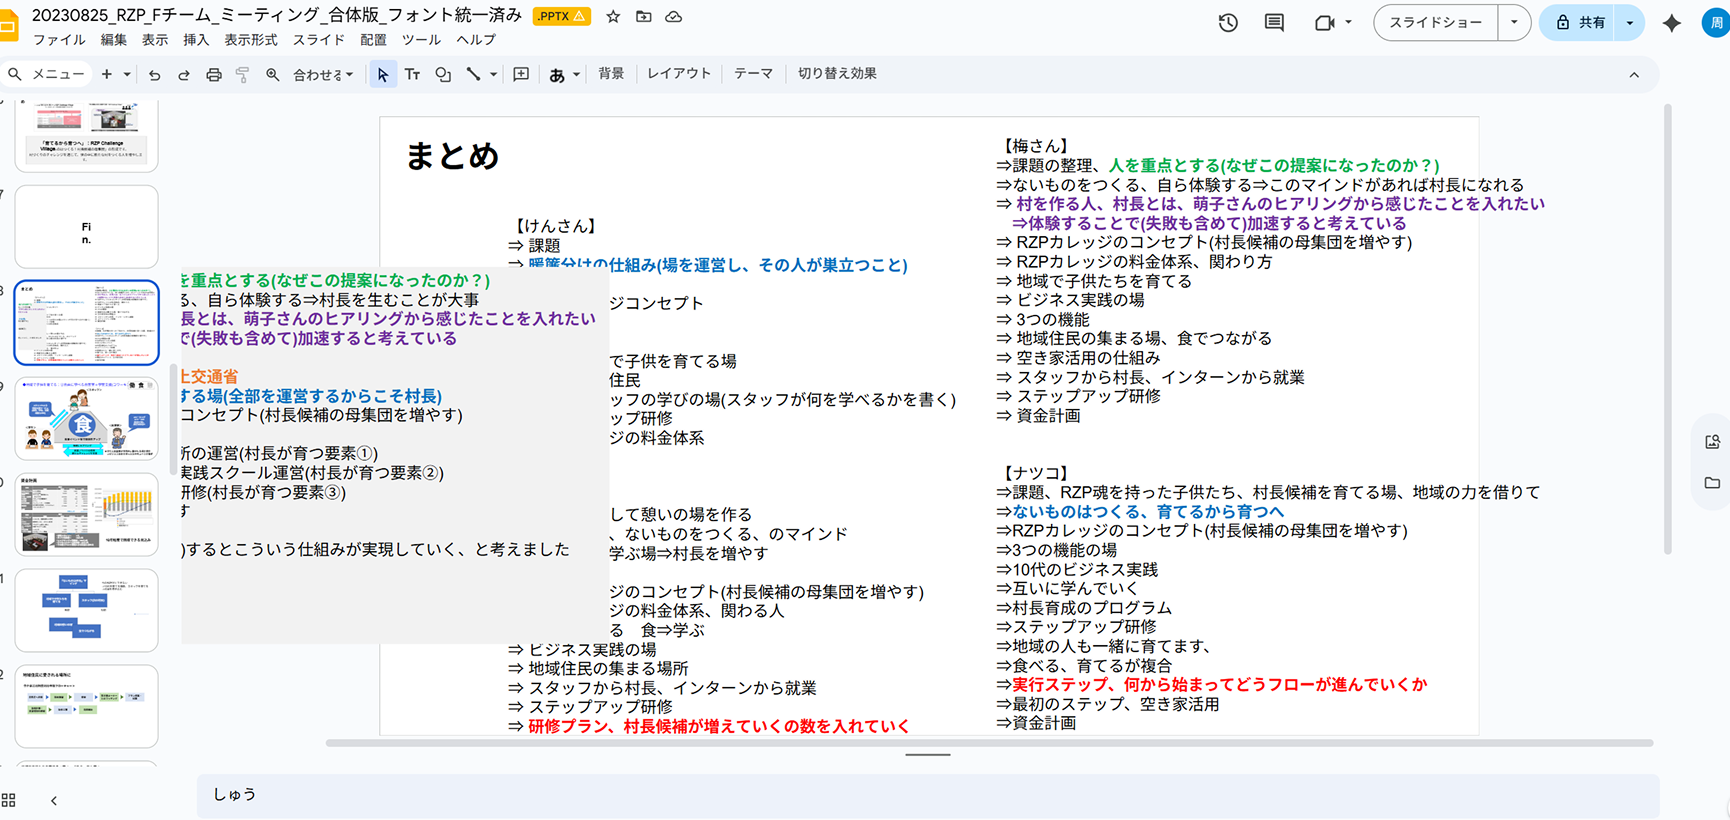 20230825_RZP_Fチーム_ミーティング_合体版_フォント統一済み .PPTX
ファイル 編集 表示 挿入 表示形式 スライド 配置 ツール ヘルプ
スライドショー
共有
周
メニュー
合わせる
あ
背景 レイアウト テーマ 切り替え効果
「育てるから育つへ」：RZP Challenge
Fi
n.
まとめ
食
まとめ
【けんさん】
⇒ 課題
⇒ 暖簾分けの仕組み(場を運営し、その人が巣立つこと)
ジコンセプト
で子供を育てる場
住民
ッフの学びの場(スタッフが何を学べるかを書く)
ップ研修
ジの料金体系
を重点とする(なぜこの提案になったのか？)
る、自ら体験する⇒村長を生むことが大事
長とは、萌子さんのヒアリングから感じたことを入れたい
で(失敗も含めて)加速すると考えている
土交通省
する場(全部を運営するからこそ村長)
コンセプト(村長候補の母集団を増やす)
所の運営(村長が育つ要素①)
実践スクール運営(村長が育つ要素②)
研修(村長が育つ要素③)
す
)するとこういう仕組みが実現していく、と考えました
して憩いの場を作る
、ないものをつくる、のマインド
学ぶ場⇒村長を増やす
ジのコンセプト(村長候補の母集団を増やす)
ジの料金体系、関わる人
る 食⇒学ぶ
⇒ ビジネス実践の場
⇒ 地域住民の集まる場所
⇒ スタッフから村長、インターンから就業
⇒ ステップアップ研修
⇒ 研修プラン、村長候補が増えていくの数を入れていく
【梅さん】
⇒課題の整理、人を重点とする(なぜこの提案になったのか？)
⇒ないものをつくる、自ら体験する⇒このマインドがあれば村長になれる
⇒ 村を作る人、村長とは、萌子さんのヒアリングから感じたことを入れたい
⇒体験することで(失敗も含めて)加速すると考えている
⇒ RZPカレッジのコンセプト(村長候補の母集団を増やす)
⇒ RZPカレッジの料金体系、関わり方
⇒ 地域で子供たちを育てる
⇒ ビジネス実践の場
⇒ 3つの機能
⇒ 地域住民の集まる場、食でつながる
⇒ 空き家活用の仕組み
⇒ スタッフから村長、インターンから就業
⇒ ステップアップ研修
⇒ 資金計画
【ナツコ】
⇒課題、RZP魂を持った子供たち、村長候補を育てる場、地域の力を借りて
⇒ないものはつくる、育てるから育つへ
⇒RZPカレッジのコンセプト(村長候補の母集団を増やす)
⇒3つの機能の場
⇒10代のビジネス実践
⇒互いに学んでいく
⇒村長育成のプログラム
⇒ステップアップ研修
⇒地域の人も一緒に育てます、
⇒食べる、育てるが複合
⇒実行ステップ、何から始まってどうフローが進んでいくか
⇒最初のステップ、空き家活用
⇒資金計画
しゅう